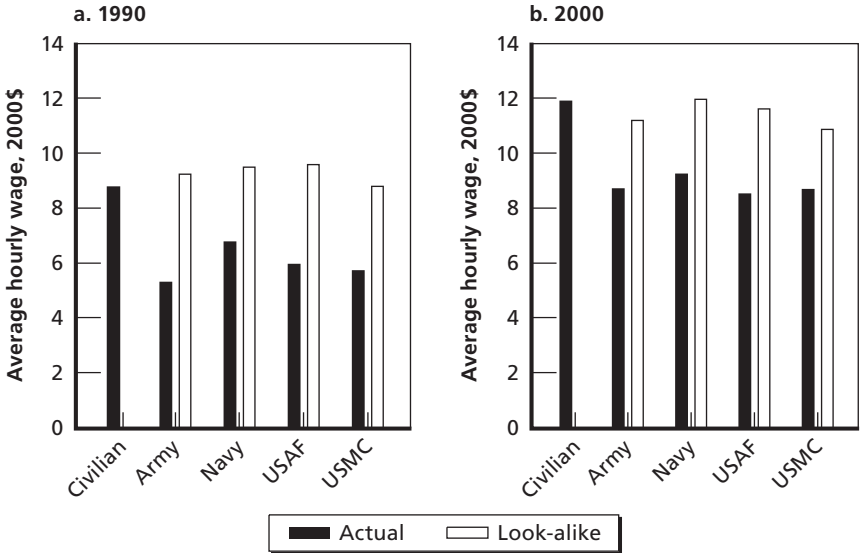 a. 1990
Average hourly wage, 2000$
14
12
10
8
6
4
2
0
Civilian
Army
Navy
USAF
USMC
b. 2000
Average hourly wage, 2000$
14
12
10
8
6
4
2
0
Civilian
Army
Navy
USAF
USMC
Actual
Look-alike